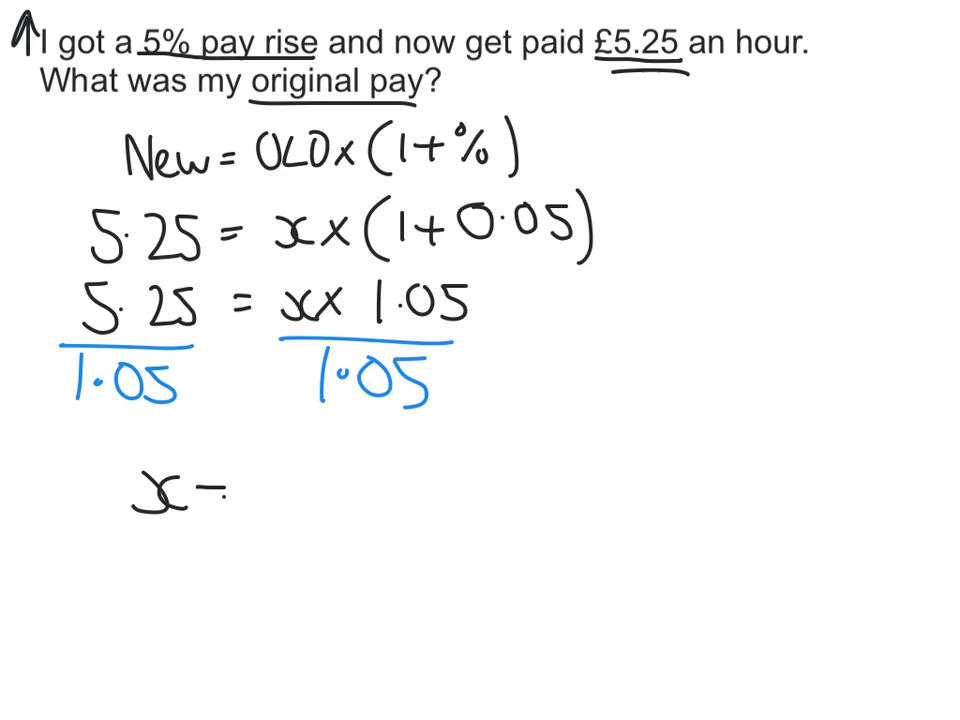 I got a 5% pay rise and now get paid £5.25 an hour.
What was my original pay?
New = OLD x (1 + %)
5.25 = x x (1 + 0.05)
5.25 = x x 1.05
1.05 1.05
x =